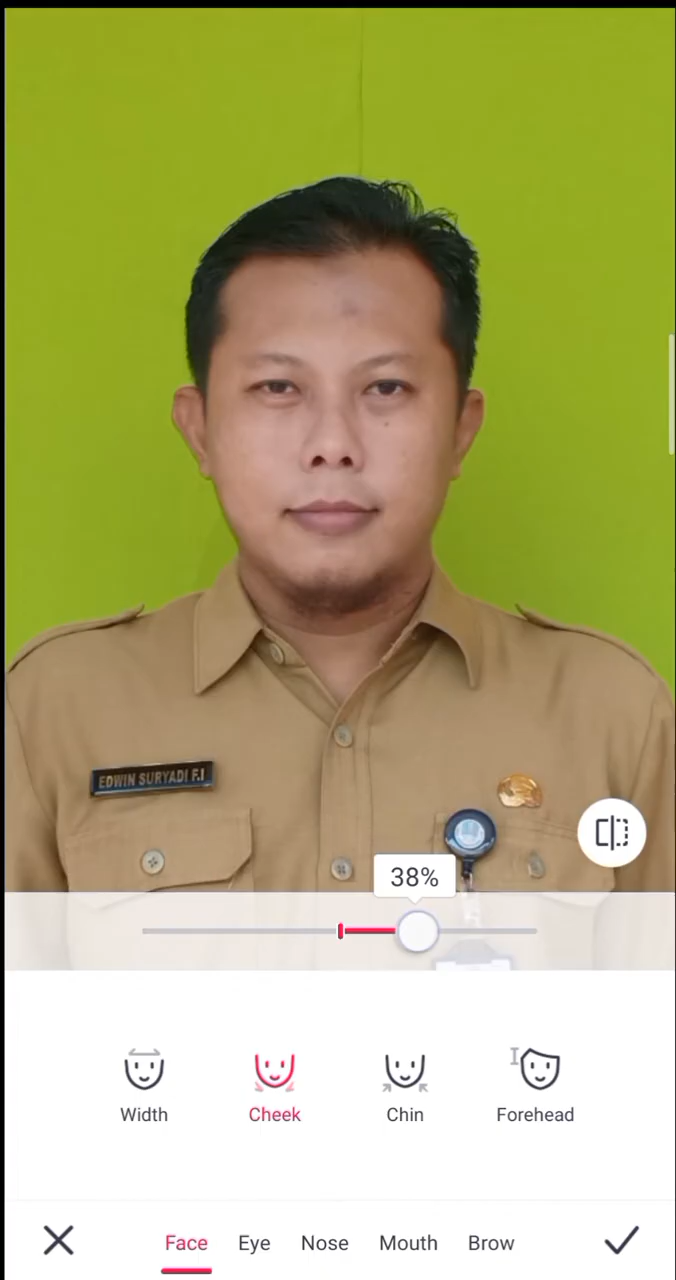 EDWIN SURYADI F.I
38%
Width
Cheek
Chin
Forehead
Face
Eye
Nose
Mouth
Brow